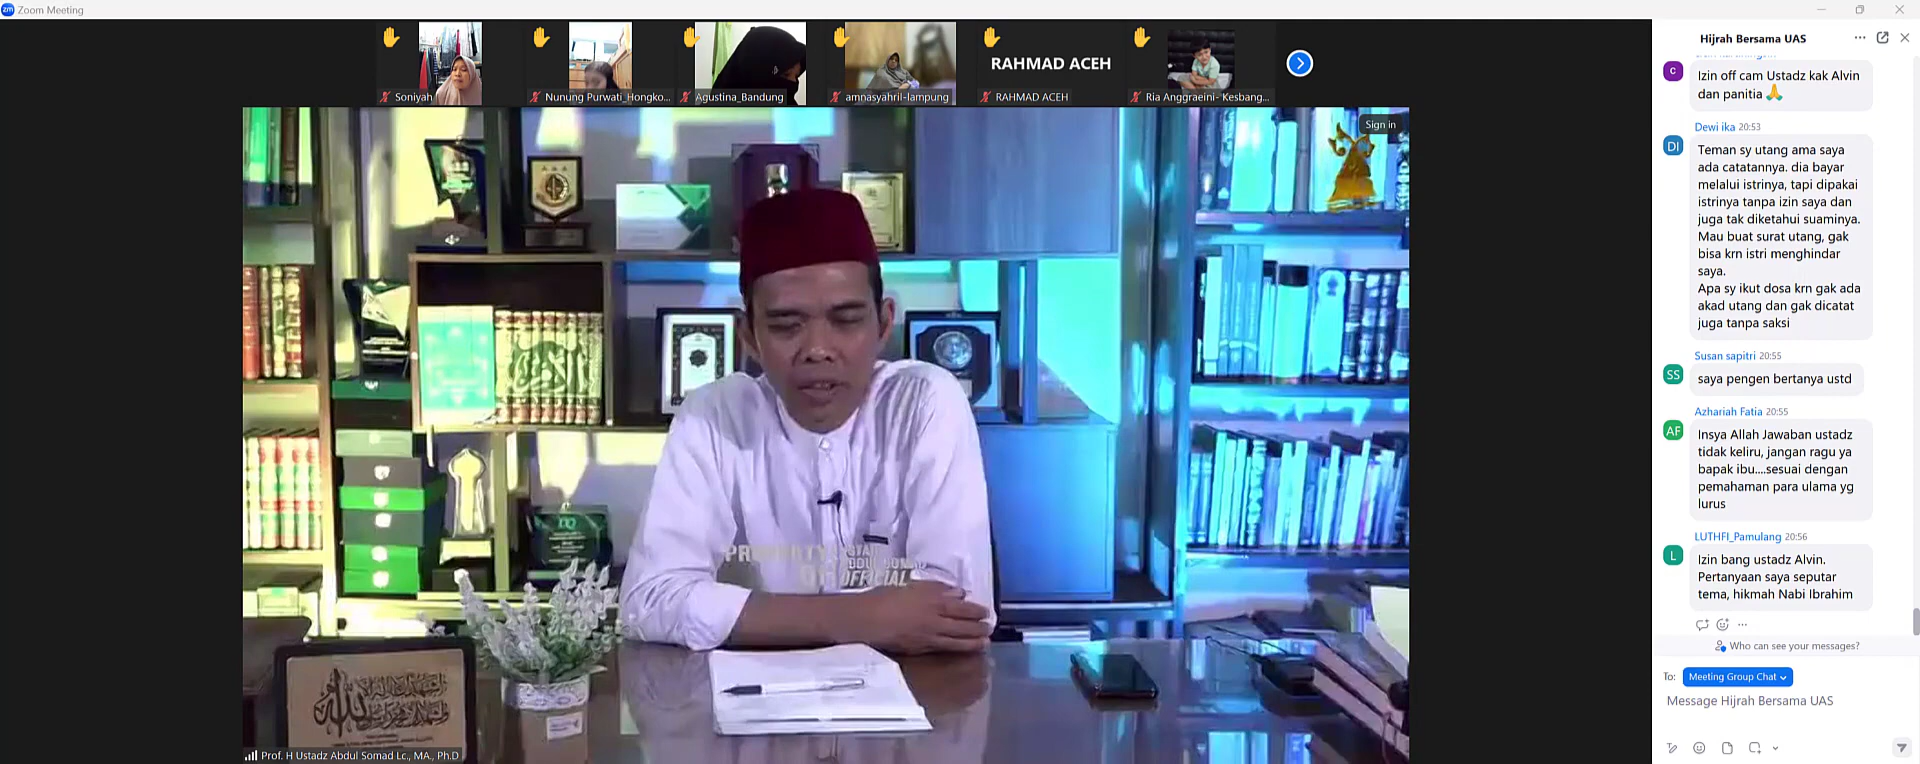 Zoom Meeting
Soniyah
Nunung Purwati_Hongko...
Agustina_Bandung
amnasyahril-lampung
RAHMAD ACEH
RAHMAD ACEH
Ria Anggraeini- Kesbang...
Sign in
PROPERTY
OF
OFFICIAL
Prof. H Ustadz Abdul Somad Lc., MA., Ph.D
Hijrah Bersama UAS
C
Izin off cam Ustadz kak Alvin
dan panitia 🙏
Dewi ika 20:53
DI
Teman sy utang ama saya
ada catatannya. dia bayar
melalui istrinya, tapi dipakai
istrinya tanpa izin saya dan
juga tak diketahui suaminya.
Mau buat surat utang, gak
bisa krn istri menghindar
saya.
Apa sy ikut dosa krn gak ada
akad utang dan gak dicatat
juga tanpa saksi
Susan sapitri 20:55
SS
saya pengen bertanya ustd
Azhariah Fatia 20:55
AF
Insya Allah Jawaban ustadz
tidak keliru, jangan ragu ya
bapak ibu....sesuai dengan
pemahaman para ulama yg
lurus
LUTHFI_Pamulang 20:56
L
Izin bang ustadz Alvin.
Pertanyaan saya seputar
tema, hikmah Nabi Ibrahim
Who can see your messages?
To: Meeting Group Chat
Message Hijrah Bersama UAS